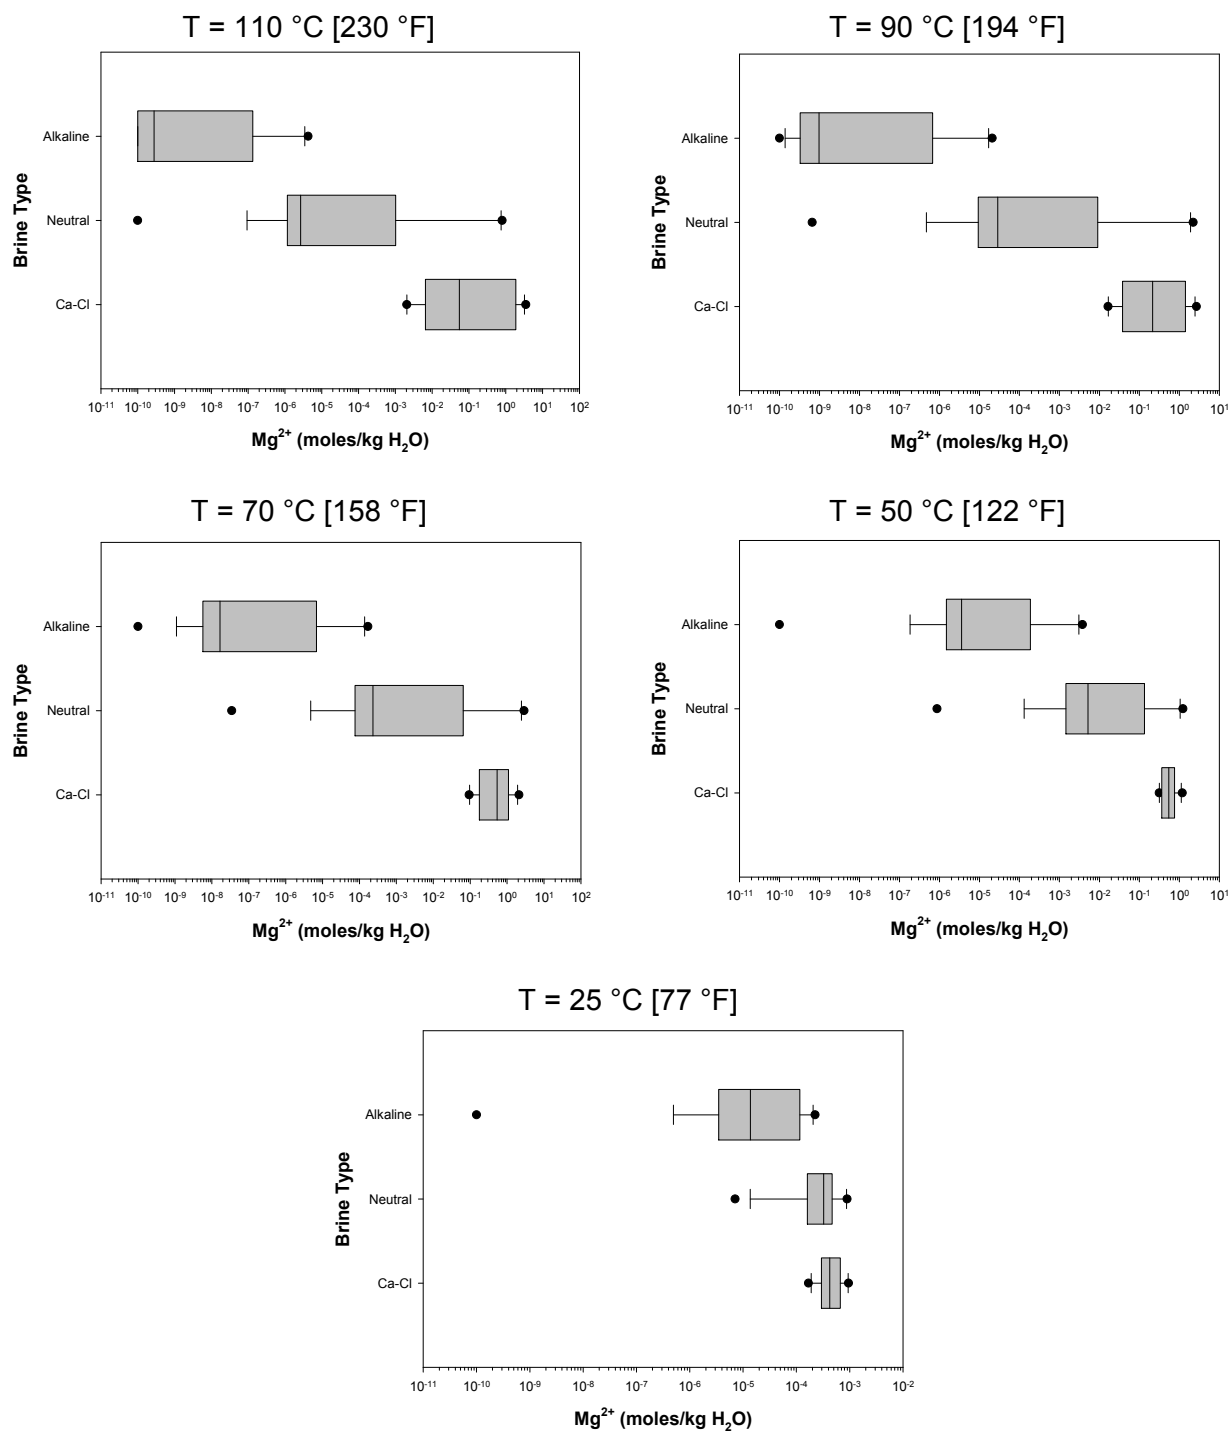 T = 110 °C [230 °F]
Brine Type
Alkaline
Neutral
Ca-Cl
10⁻¹¹ 10⁻¹⁰ 10⁻⁹ 10⁻⁸ 10⁻⁷ 10⁻⁶ 10⁻⁵ 10⁻⁴ 10⁻³ 10⁻² 10⁻¹ 10⁰ 10¹ 10²
Mg²⁺ (moles/kg H₂O)
T = 90 °C [194 °F]
Brine Type
Alkaline
Neutral
Ca-Cl
10⁻¹¹ 10⁻¹⁰ 10⁻⁹ 10⁻⁸ 10⁻⁷ 10⁻⁶ 10⁻⁵ 10⁻⁴ 10⁻³ 10⁻² 10⁻¹ 10⁰ 10¹
Mg²⁺ (moles/kg H₂O)
T = 70 °C [158 °F]
Brine Type
Alkaline
Neutral
Ca-Cl
10⁻¹¹ 10⁻¹⁰ 10⁻⁹ 10⁻⁸ 10⁻⁷ 10⁻⁶ 10⁻⁵ 10⁻⁴ 10⁻³ 10⁻² 10⁻¹ 10⁰ 10¹ 10²
Mg²⁺ (moles/kg H₂O)
T = 50 °C [122 °F]
Brine Type
Alkaline
Neutral
Ca-Cl
10⁻¹¹ 10⁻¹⁰ 10⁻⁹ 10⁻⁸ 10⁻⁷ 10⁻⁶ 10⁻⁵ 10⁻⁴ 10⁻³ 10⁻² 10⁻¹ 10⁰ 10¹
Mg²⁺ (moles/kg H₂O)
T = 25 °C [77 °F]
Brine Type
Alkaline
Neutral
Ca-Cl
10⁻¹¹ 10⁻¹⁰ 10⁻⁹ 10⁻⁸ 10⁻⁷ 10⁻⁶ 10⁻⁵ 10⁻⁴ 10⁻³ 10⁻²
Mg²⁺ (moles/kg H₂O)